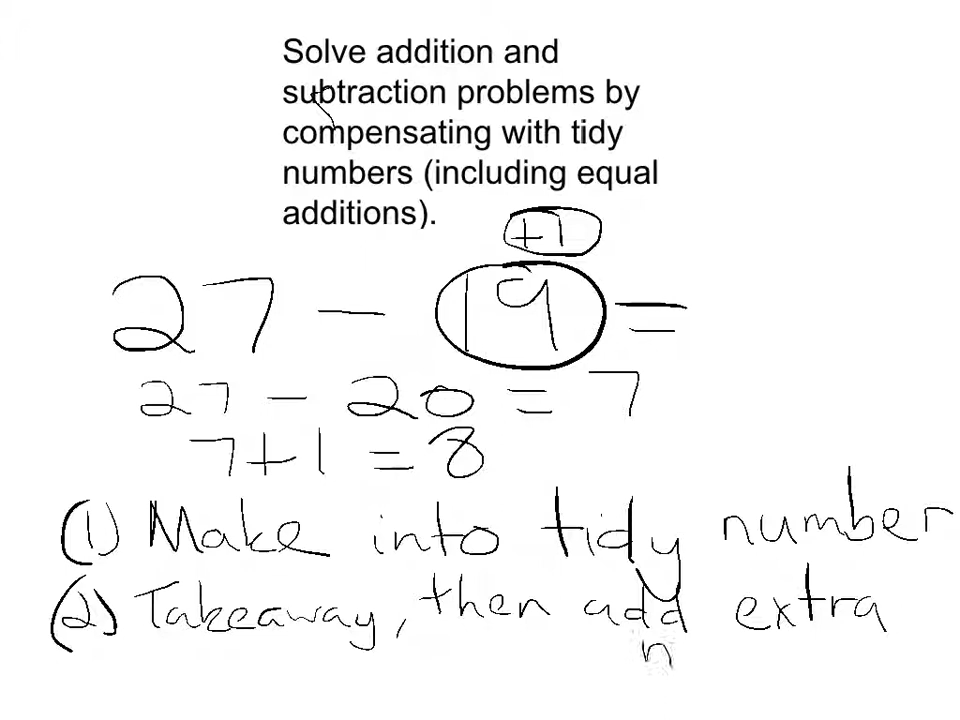 Solve addition and
subtraction problems by
compensating with tidy
numbers (including equal
additions).
+1
27 - 19 =
27 - 20 = 7
7+1 = 8
(1) Make into tidy number
(2) Takeaway, then add extra
n